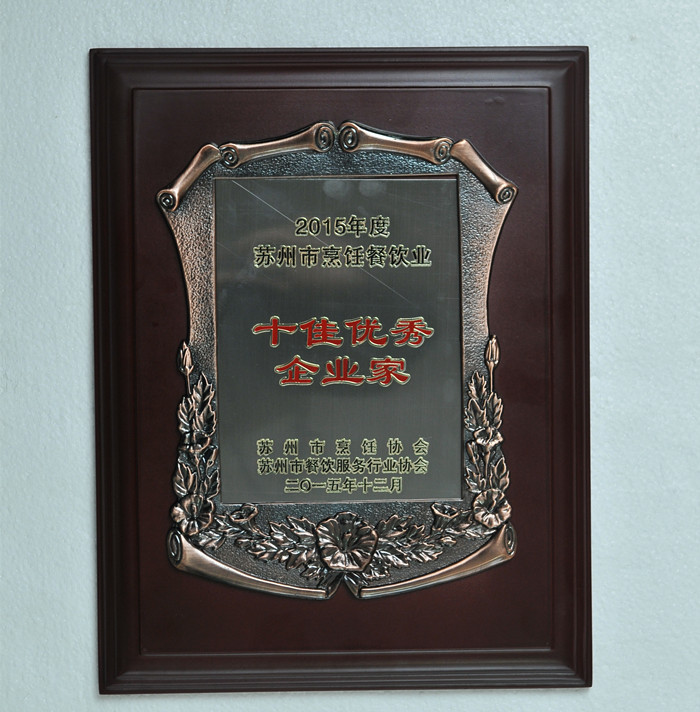 2015年度
苏州市烹饪餐饮业
十佳优秀
企业家
苏州市烹饪协会
苏州市餐饮服务行业协会
二〇一五年十二月